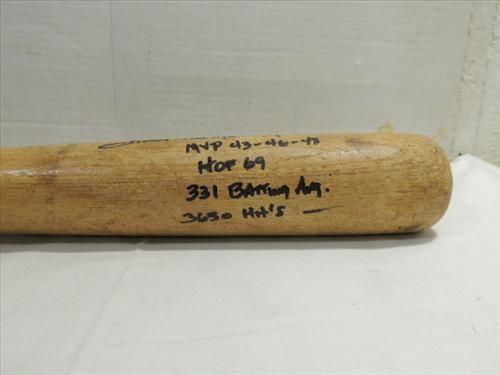 MVP 43-46-48
HOF 69
331 Batting Avg.
3630 Hit's